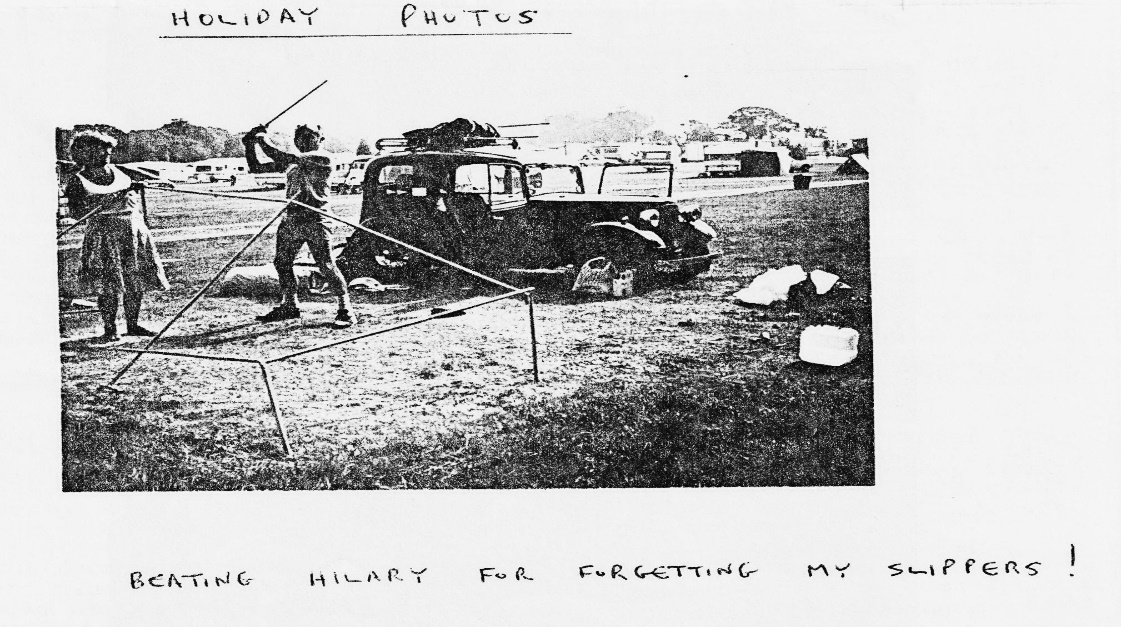 HOLIDAY PHOTOS
BEATING HILARY FOR FORGETTING MY SLIPPERS!